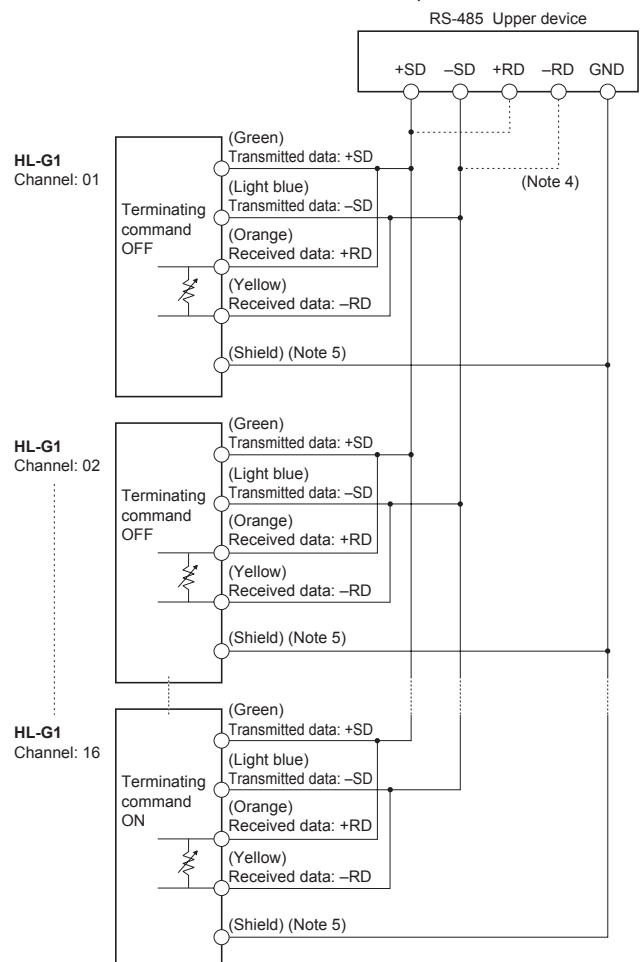 RS-485 Upper device
+SD –SD +RD –RD GND
(Note 4)
HL-G1
Channel: 01
Terminating
command
OFF
(Green)
Transmitted data: +SD
(Light blue)
Transmitted data: –SD
(Orange)
Received data: +RD
(Yellow)
Received data: –RD
(Shield) (Note 5)
HL-G1
Channel: 02
Terminating
command
OFF
(Green)
Transmitted data: +SD
(Light blue)
Transmitted data: –SD
(Orange)
Received data: +RD
(Yellow)
Received data: –RD
(Shield) (Note 5)
HL-G1
Channel: 16
Terminating
command
ON
(Green)
Transmitted data: +SD
(Light blue)
Transmitted data: –SD
(Orange)
Received data: +RD
(Yellow)
Received data: –RD
(Shield) (Note 5)